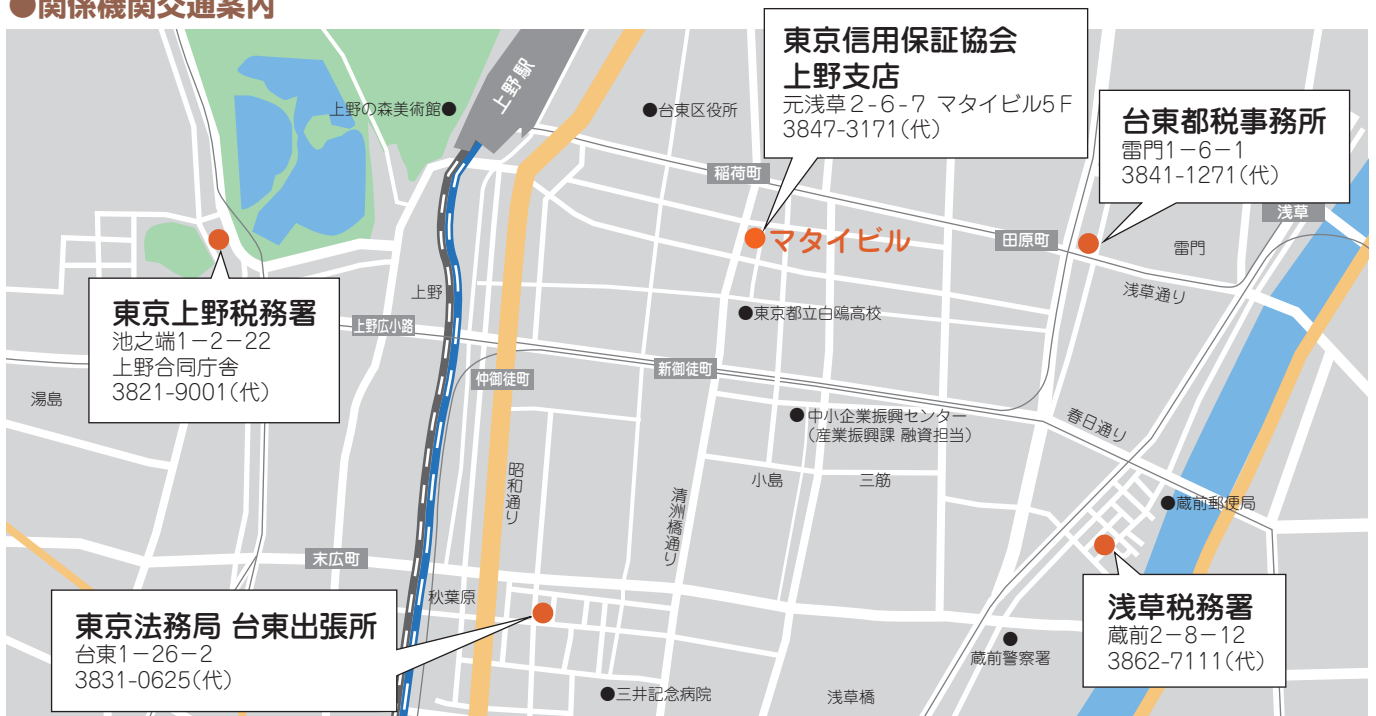 ●関係機関交通案内
東京信用保証協会
上野支店
元浅草2-6-7 マタイビル5F
3847-3171(代)
台東都税事務所
雷門1−6−1
3841-1271(代)
上野駅
上野の森美術館●
●台東区役所
稲荷町
浅草
マタイビル
田原町
雷門
浅草通り
東京上野税務署
池之端1−2−22
上野合同庁舎
3821-9001(代)
上野
上野広小路
●東京都立白鴎高校
仲御徒町
新御徒町
湯島
●中小企業振興センター
(産業振興課 融資担当)
春日通り
昭和通り
清洲橋通り
小島
三筋
●蔵前郵便局
末広町
秋葉原
東京法務局 台東出張所
台東1−26−2
3831-0625(代)
浅草税務署
蔵前2−8−12
3862-7111(代)
●
蔵前警察署
●三井記念病院
浅草橋